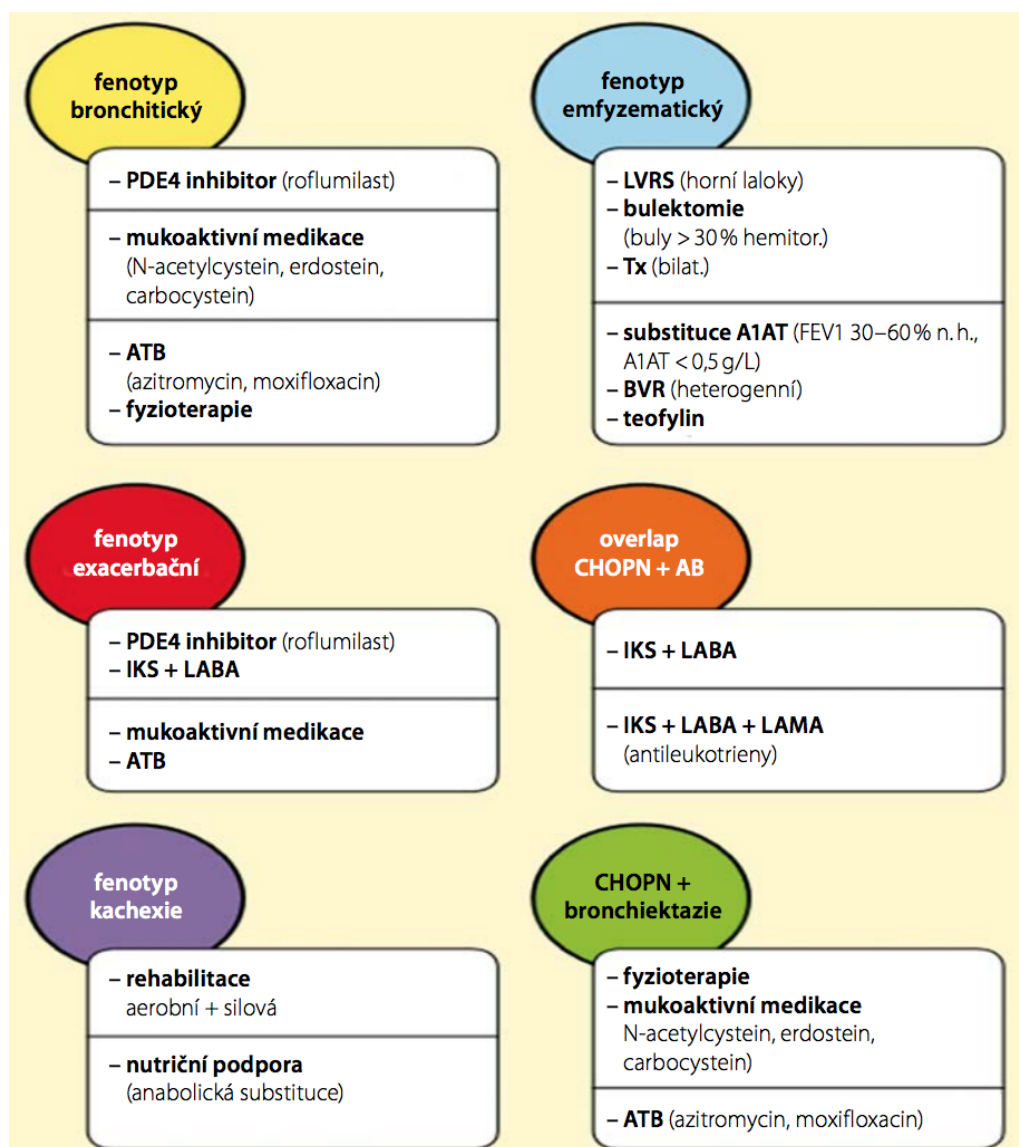 fenotyp
bronchitický
– PDE4 inhibitor (roflumilast)
– mukoaktivní medikace
(N-acetylcystein, erdostein,
carbocystein)
– ATB
(azitromycin, moxifloxacin)
– fyzioterapie
fenotyp
emfyzematický
– LVRS (horní laloky)
– bulektomie
(buly > 30 % hemitor.)
– Tx (bilat.)
– substituce A1AT (FEV1 30–60 % n. h.,
A1AT < 0,5 g/L)
– BVR (heterogenní)
– teofylin
fenotyp
exacerbační
– PDE4 inhibitor (roflumilast)
– IKS + LABA
– mukoaktivní medikace
– ATB
overlap
CHOPN + AB
– IKS + LABA
– IKS + LABA + LAMA
(antileukotrieny)
fenotyp
kachexie
– rehabilitace
aerobní + silová
– nutriční podpora
(anabolická substituce)
CHOPN +
bronchiektazie
– fyzioterapie
– mukoaktivní medikace
N-acetylcystein, erdostein,
carbocystein)
– ATB (azitromycin, moxifloxacin)